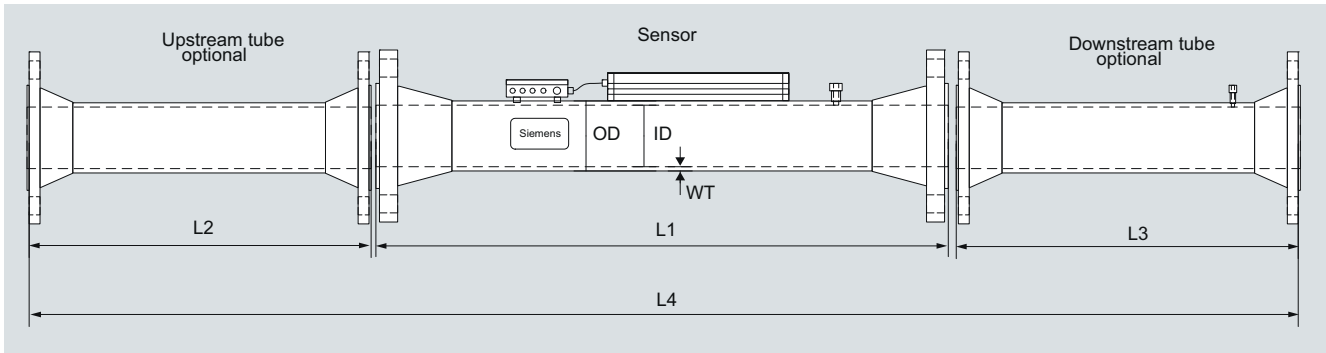 Upstream tube
optional
Sensor
Downstream tube
optional
Siemens
OD
ID
WT
L2
L1
L3
L4